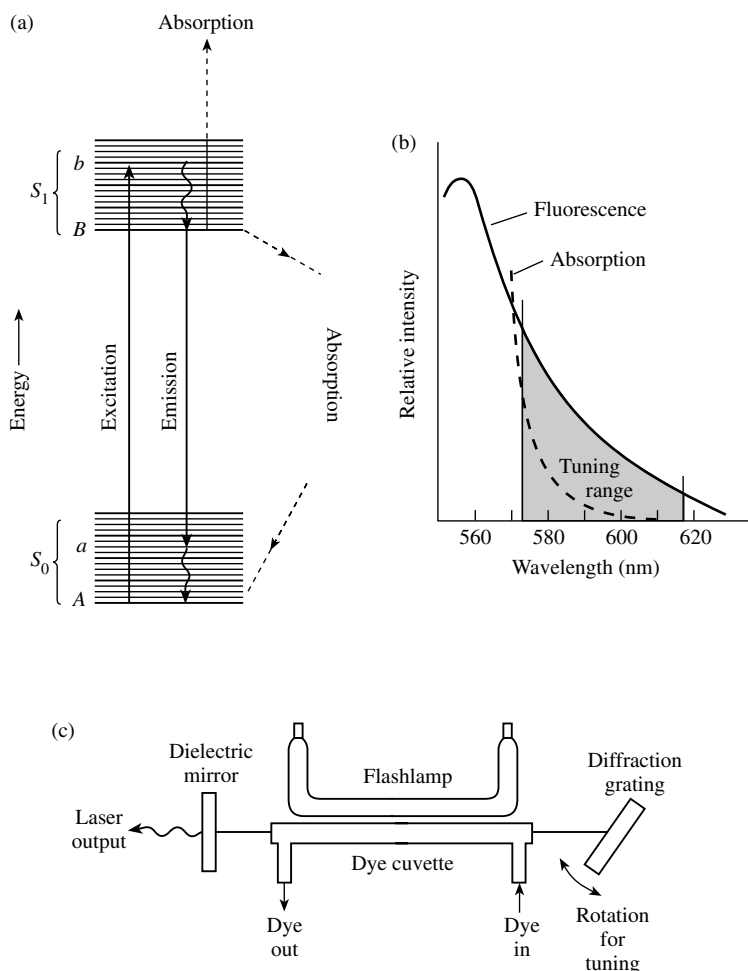 (a)
Absorption
b
S1
B
Energy
Excitation
Emission
Absorption
a
S0
A
(b)
Relative intensity
Fluorescence
Absorption
Tuning
range
560 580 600 620
Wavelength (nm)
(c)
Dielectric
mirror
Laser
output
Flashlamp
Dye cuvette
Diffraction
grating
Dye
out
Dye
in
Rotation
for
tuning